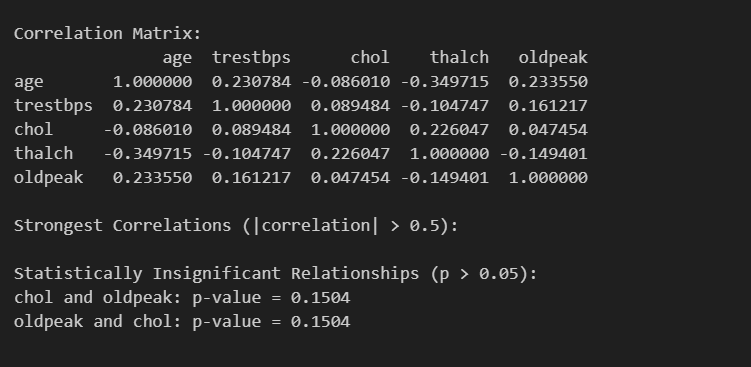 Correlation Matrix:
age trestbps chol thalch oldpeak
age 1.000000 0.230784 -0.086010 -0.349715 0.233550
trestbps 0.230784 1.000000 0.089484 -0.104747 0.161217
chol -0.086010 0.089484 1.000000 0.226047 0.047454
thalch -0.349715 -0.104747 0.226047 1.000000 -0.149401
oldpeak 0.233550 0.161217 0.047454 -0.149401 1.000000
Strongest Correlations (|correlation| > 0.5):
Statistically Insignificant Relationships (p > 0.05):
chol and oldpeak: p-value = 0.1504
oldpeak and chol: p-value = 0.1504